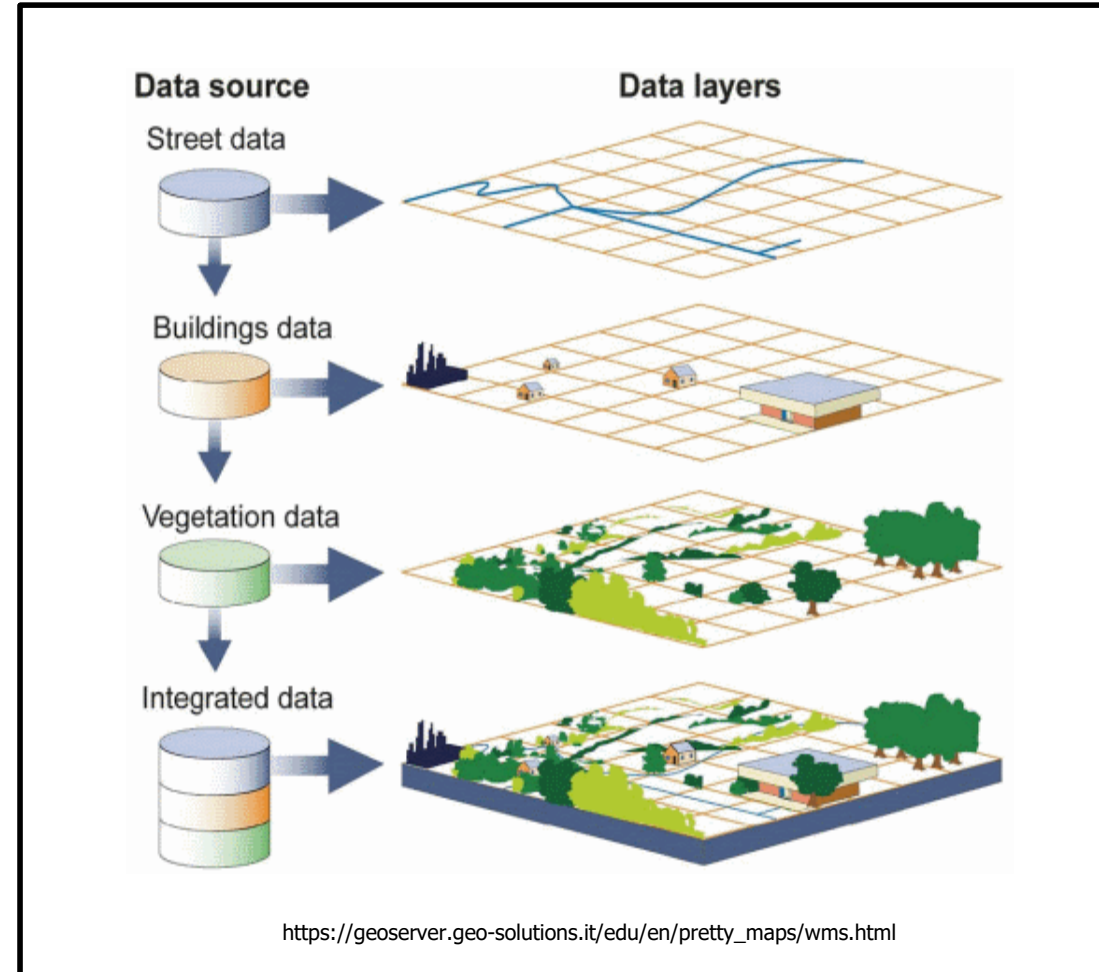 Data source
Data layers
Street data
Buildings data
Vegetation data
Integrated data
https://geoserver.geo-solutions.it/edu/en/pretty_maps/wms.html